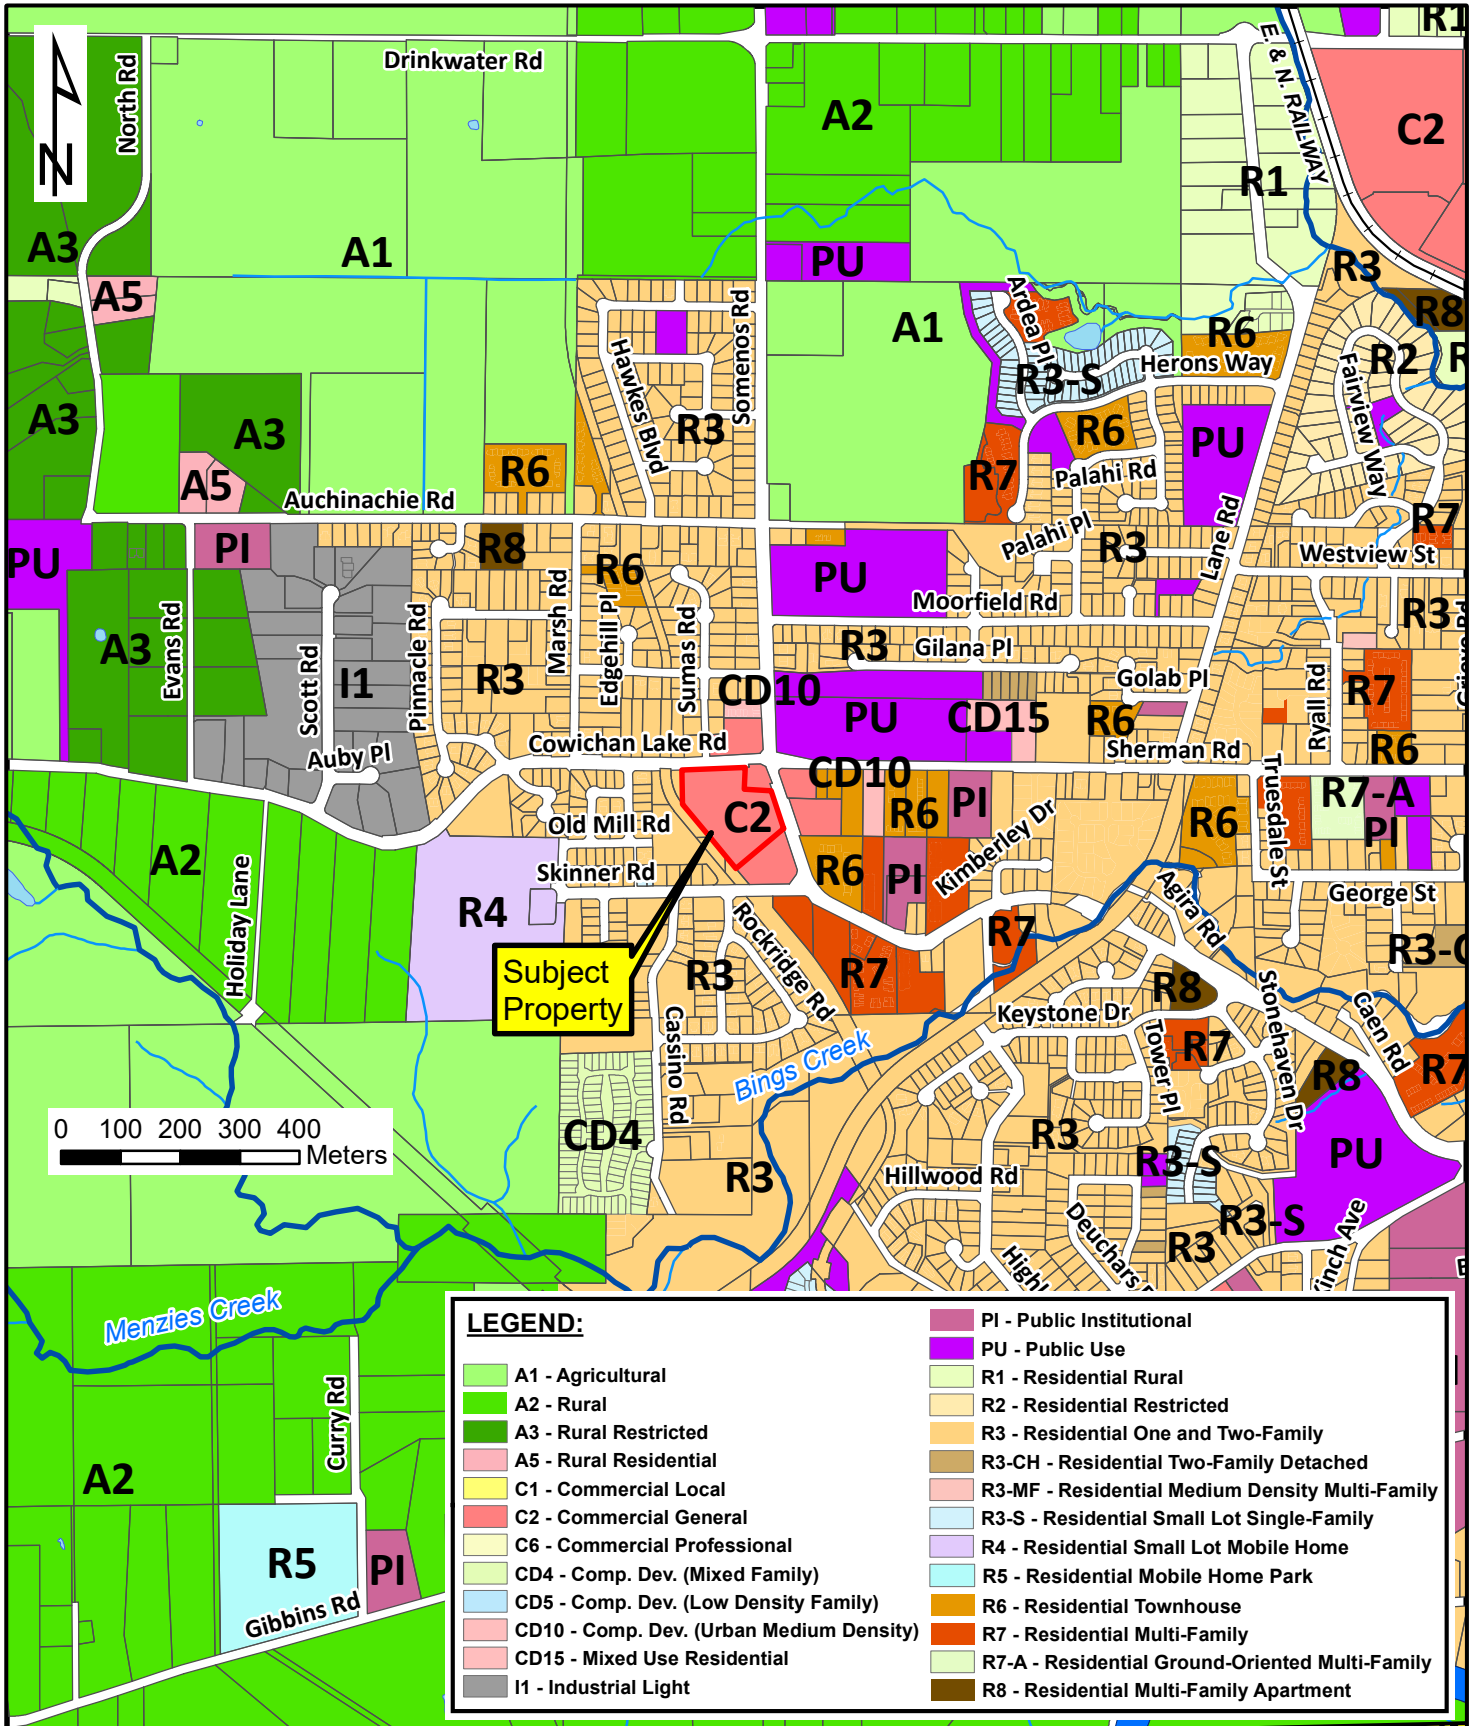 R1
Drinkwater Rd
North Rd
E. & N. RAILWAY
N
A2
C2
R1
A3
A1
PU
R3
A5
Ardea Pl
A1
R8
R6
Somenos Rd
Hawkes Blvd
R3-S
Herons Way
R2
R
Fairview Way
A3
A3
R3
R6
PU
R6
R7
Palahi Rd
A5
Auchinachie Rd
R7
Lane Rd
Palahi Pl
R3
Westview St
PI
R8
PU
R6
PU
Moorfield Rd
R3
Marsh Rd
Edgehill Pl
Sumas Rd
Pinnacle Rd
Evans Rd
Scott Rd
A3
R3
Gilana Pl
I1
R3
Golab Pl
R7
Ryall Rd
CD10
PU
CD15
R6
Cowichan Lake Rd
Sherman Rd
R6
Auby Pl
CD10
Truesdale St
R7-A
C2
R6
PI
R6
PI
Old Mill Rd
A2
Skinner Rd
R6
PI
Kimberley Dr
Agira Rd
George St
Holiday Lane
R4
Rockridge Rd
R7
Subject
Property
R3
R7
R8
Stonehaven Dr
Caen Rd
Keystone Dr
Tower Pl
R7
Cassino Rd
Bings Creek
R8
R7
0 100 200 300 400
Meters
CD4
R3
PU
R3-S
R3
Hillwood Rd
R3-S
R3
Menzies Creek
LEGEND:
A1 - Agricultural
A2 - Rural
A3 - Rural Restricted
A5 - Rural Residential
C1 - Commercial Local
C2 - Commercial General
C6 - Commercial Professional
CD4 - Comp. Dev. (Mixed Family)
CD5 - Comp. Dev. (Low Density Family)
CD10 - Comp. Dev. (Urban Medium Density)
CD15 - Mixed Use Residential
I1 - Industrial Light
PI - Public Institutional
PU - Public Use
R1 - Residential Rural
R2 - Residential Restricted
R3 - Residential One and Two-Family
R3-CH - Residential Two-Family Detached
R3-MF - Residential Medium Density Multi-Family
R3-S - Residential Small Lot Single-Family
R4 - Residential Small Lot Mobile Home
R5 - Residential Mobile Home Park
R6 - Residential Townhouse
R7 - Residential Multi-Family
R7-A - Residential Ground-Oriented Multi-Family
R8 - Residential Multi-Family Apartment
Curry Rd
A2
R5
PI
Gibbins Rd